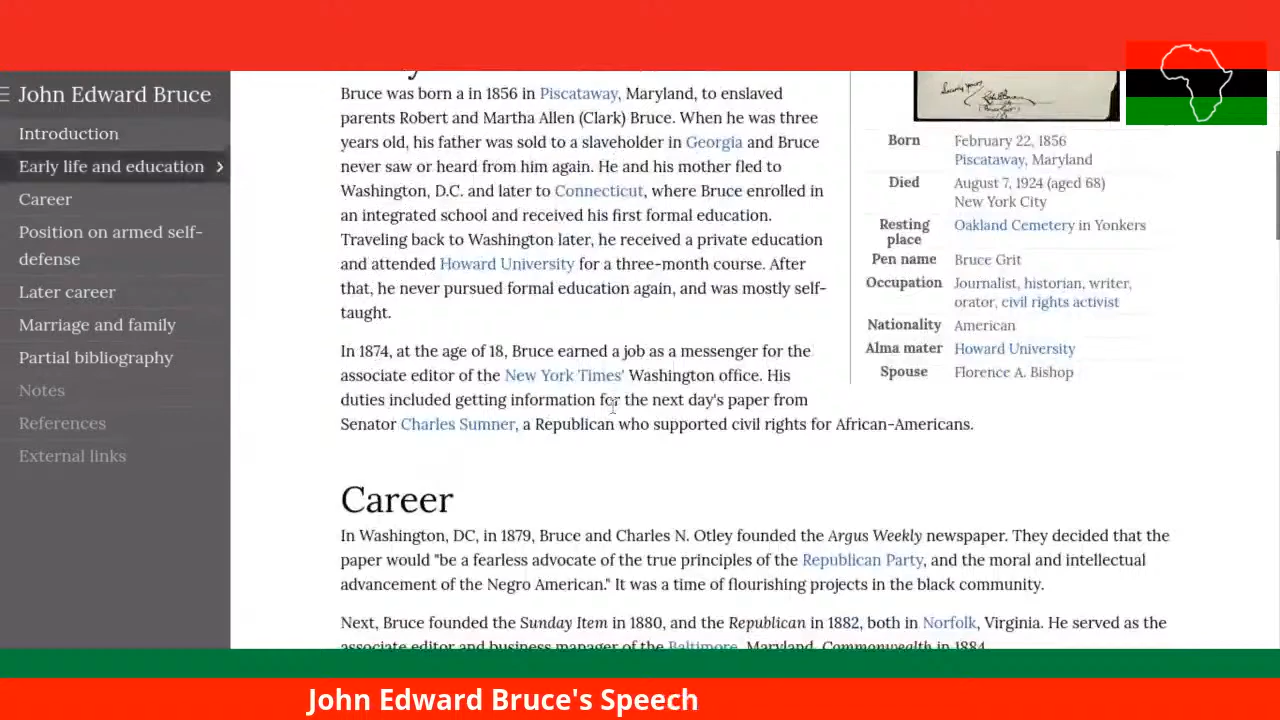 John Edward Bruce
Introduction
Early life and education
Career
Position on armed self-
defense
Later career
Marriage and family
Partial bibliography
Notes
References
External links
Bruce was born a in 1856 in Piscataway, Maryland, to enslaved
parents Robert and Martha Allen (Clark) Bruce. When he was three
years old, his father was sold to a slaveholder in Georgia and Bruce
never saw or heard from him again. He and his mother fled to
Washington, D.C. and later to Connecticut, where Bruce enrolled in
an integrated school and received his first formal education.
Traveling back to Washington later, he received a private education
and attended Howard University for a three-month course. After
that, he never pursued formal education again, and was mostly self-
taught.
In 1874, at the age of 18, Bruce earned a job as a messenger for the
associate editor of the New York Times' Washington office. His
duties included getting information for the next day's paper from
Senator Charles Sumner, a Republican who supported civil rights for African-Americans.
Born February 22, 1856
Piscataway, Maryland
Died August 7, 1924 (aged 68)
New York City
Resting
place Oakland Cemetery in Yonkers
Pen name Bruce Grit
Occupation Journalist, historian, writer,
orator, civil rights activist
Nationality American
Alma mater Howard University
Spouse Florence A. Bishop
Career
In Washington, DC, in 1879, Bruce and Charles N. Otley founded the Argus Weekly newspaper. They decided that the
paper would "be a fearless advocate of the true principles of the Republican Party, and the moral and intellectual
advancement of the Negro American." It was a time of flourishing projects in the black community.
Next, Bruce founded the Sunday Item in 1880, and the Republican in 1882, both in Norfolk, Virginia. He served as the
associate editor and business manager of the Baltimore, Maryland, Commonwealth in 1884.
John Edward Bruce's Speech